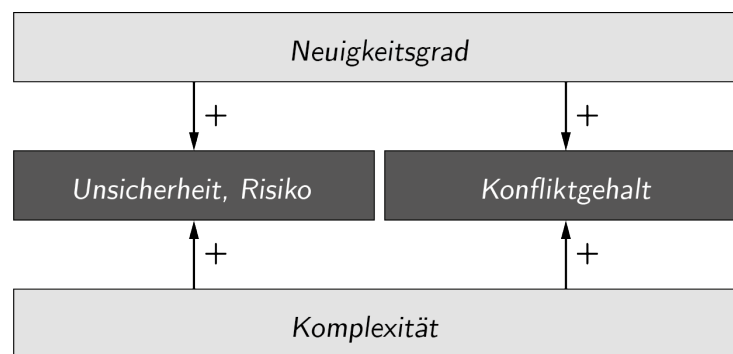 Neuigkeitsgrad
+ +
Unsicherheit, Risiko Konfliktgehalt
+ +
Komplexität